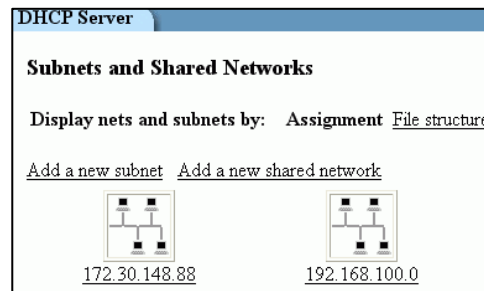 DHCP Server
Subnets and Shared Networks
Display nets and subnets by: Assignment File structure
Add a new subnet Add a new shared network
172.30.148.88 192.168.100.0